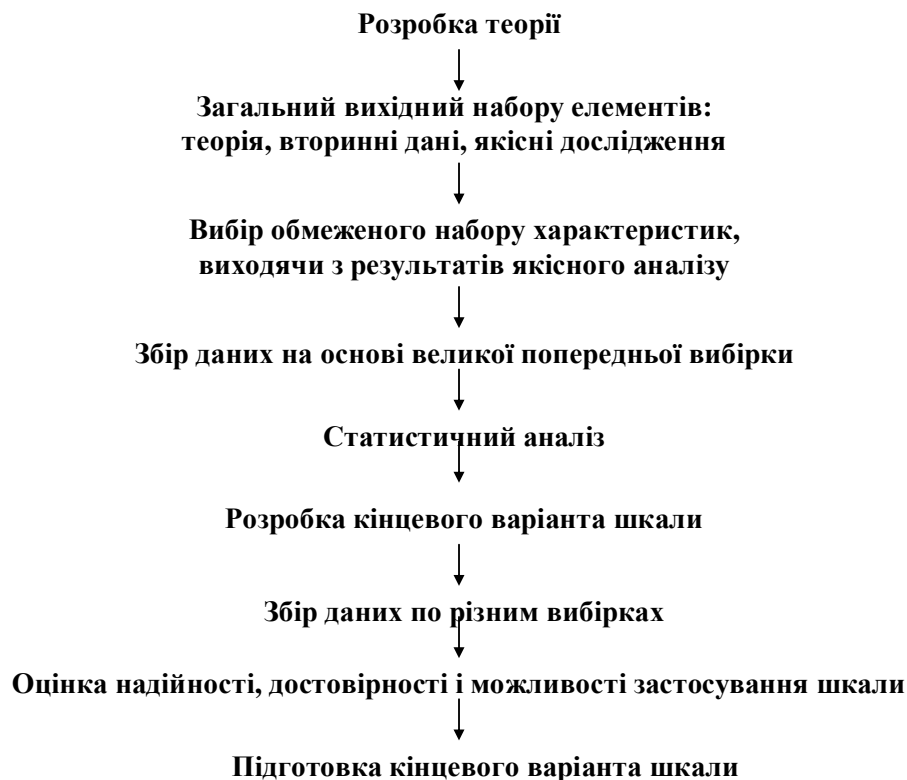 Розробка теорії
Загальний вихідний набору елементів:
теорія, вторинні дані, якісні дослідження
Вибір обмеженого набору характеристик,
виходячи з результатів якісного аналізу
Збір даних на основі великої попередньої вибірки
Статистичний аналіз
Розробка кінцевого варіанта шкали
Збір даних по різним вибірках
Оцінка надійності, достовірності і можливості застосування шкали
Підготовка кінцевого варіанта шкали